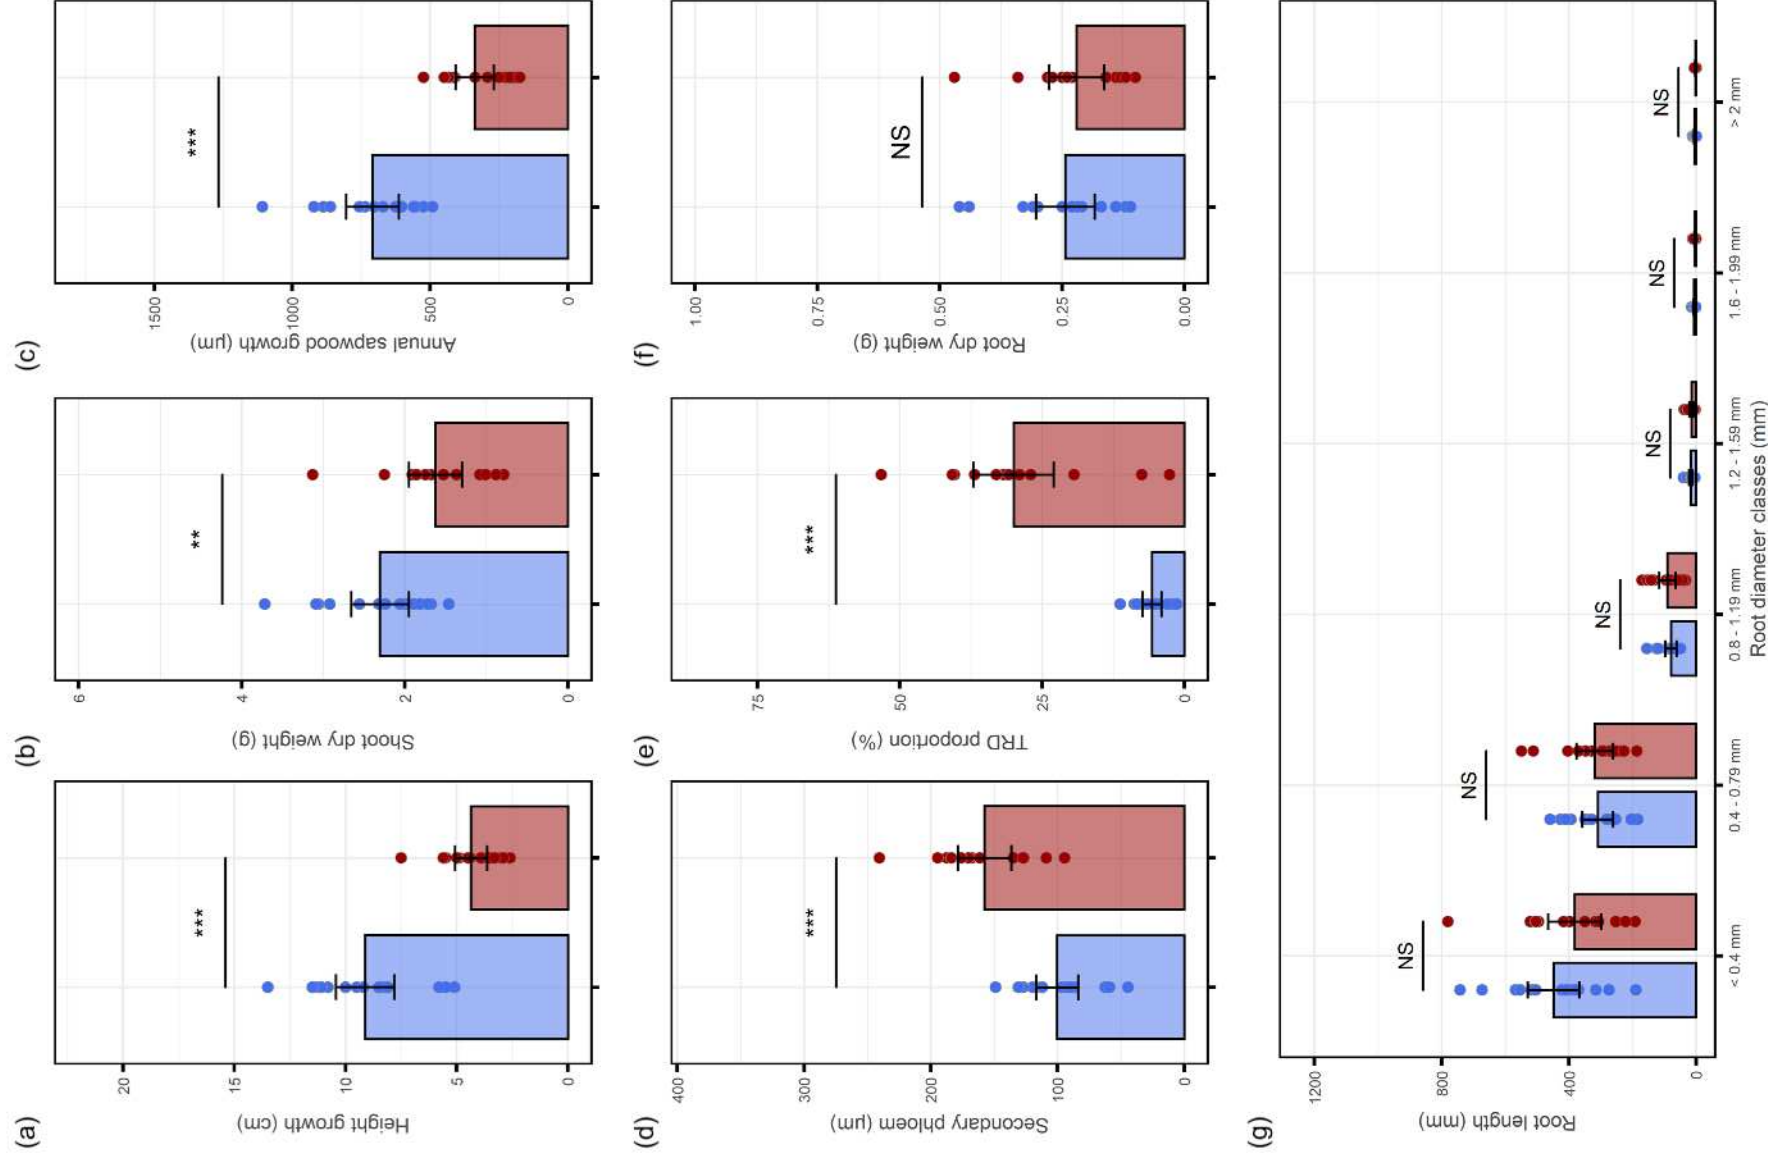 (a)
Height growth (cm)
20
15
10
5
0
***
(b)
Shoot dry weight (g)
6
4
2
0
**
(c)
Annual sapwood growth (µm)
1500
1000
500
0
***
(d)
Secondary phloem (µm)
400
300
200
100
0
***
(e)
TRD proportion (%)
75
50
25
0
***
(f)
Root dry weight (g)
1.00
0.75
0.50
0.25
0.00
NS
(g)
Root length (mm)
1200
800
400
0
NS
NS
NS
NS
NS
NS
< 0.4 mm
0.4 - 0.79 mm
0.8 - 1.19 mm
1.2 - 1.59 mm
1.6 - 1.99 mm
> 2 mm
Root diameter classes (mm)